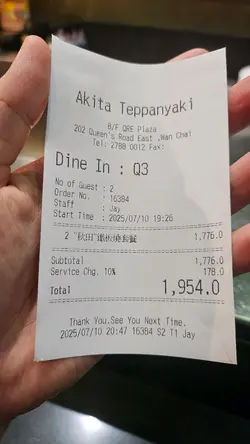 Akita Teppanyaki
8/F QRE Plaza
202 Queen's Road East ,Wan Chai
Tel: 2788 0012 Fax:
Dine In : Q3
No of Guest : 2
Order No. : 16384
Staff : Jay
Start Time : 2025/07/10 19:26
2 "秋田"鐵板燒套餐 1,776.0
Subtotal 1,776.0
Service Chg. 10% 178.0
Total 1,954.0
Thank You.See You Next Time.
2025/07/10 20:47 16384 S2 T1 Jay